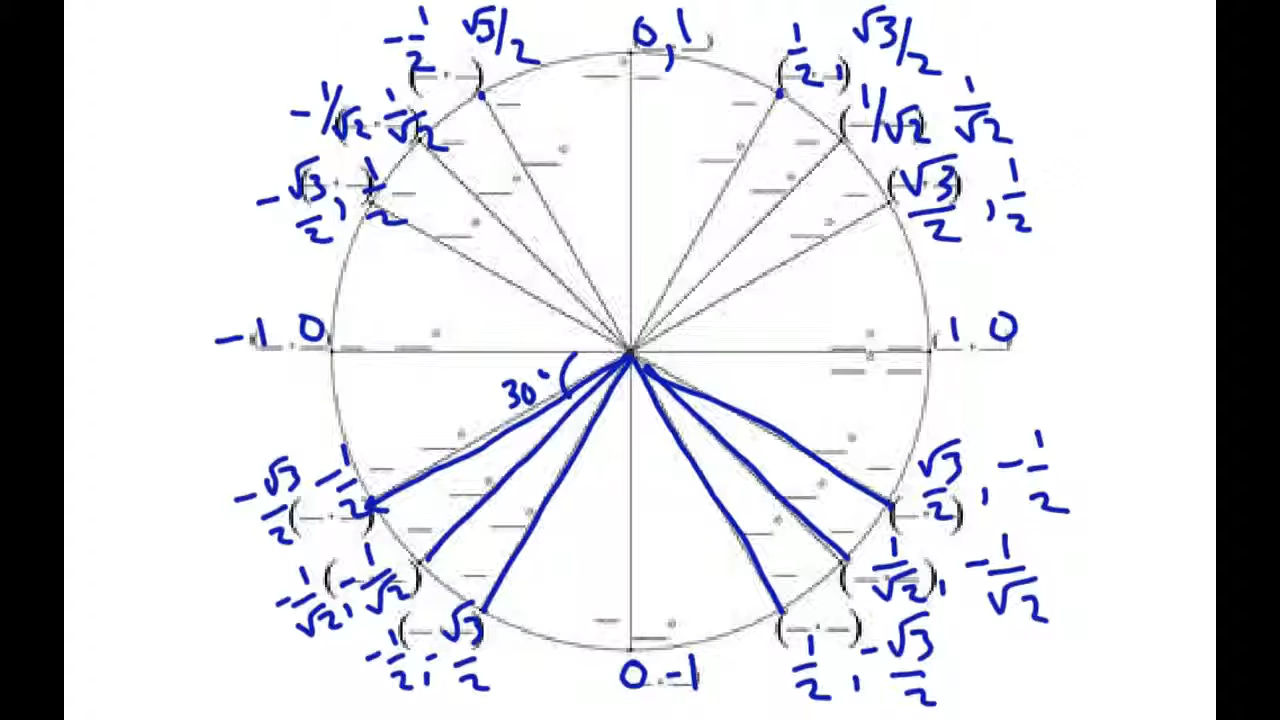 -1/2 √3/2 0,1 1/2, √3/2
-1/√2 1/√2 1/√2 1/√2
-√3/2, 1/2 √3/2, 1/2
-1 0 1 0
30°
-√3/2 -1/2 √3/2, -1/2
-1/√2, -1/√2 1/√2, -1/√2
-1/2, -√3/2 1/2, -√3/2
0 -1